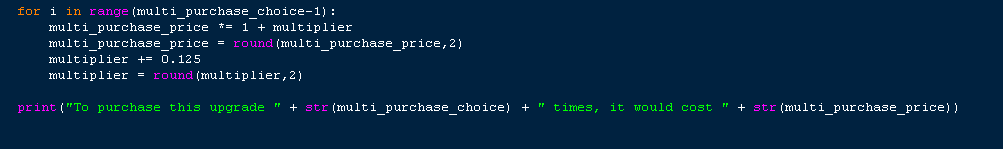 for i in range(multi_purchase_choice-1):
    multi_purchase_price *= 1 + multiplier
    multi_purchase_price = round(multi_purchase_price,2)
    multiplier += 0.125
    multiplier = round(multiplier,2)
print("To purchase this upgrade " + str(multi_purchase_choice) + " times, it would cost " + str(multi_purchase_price))